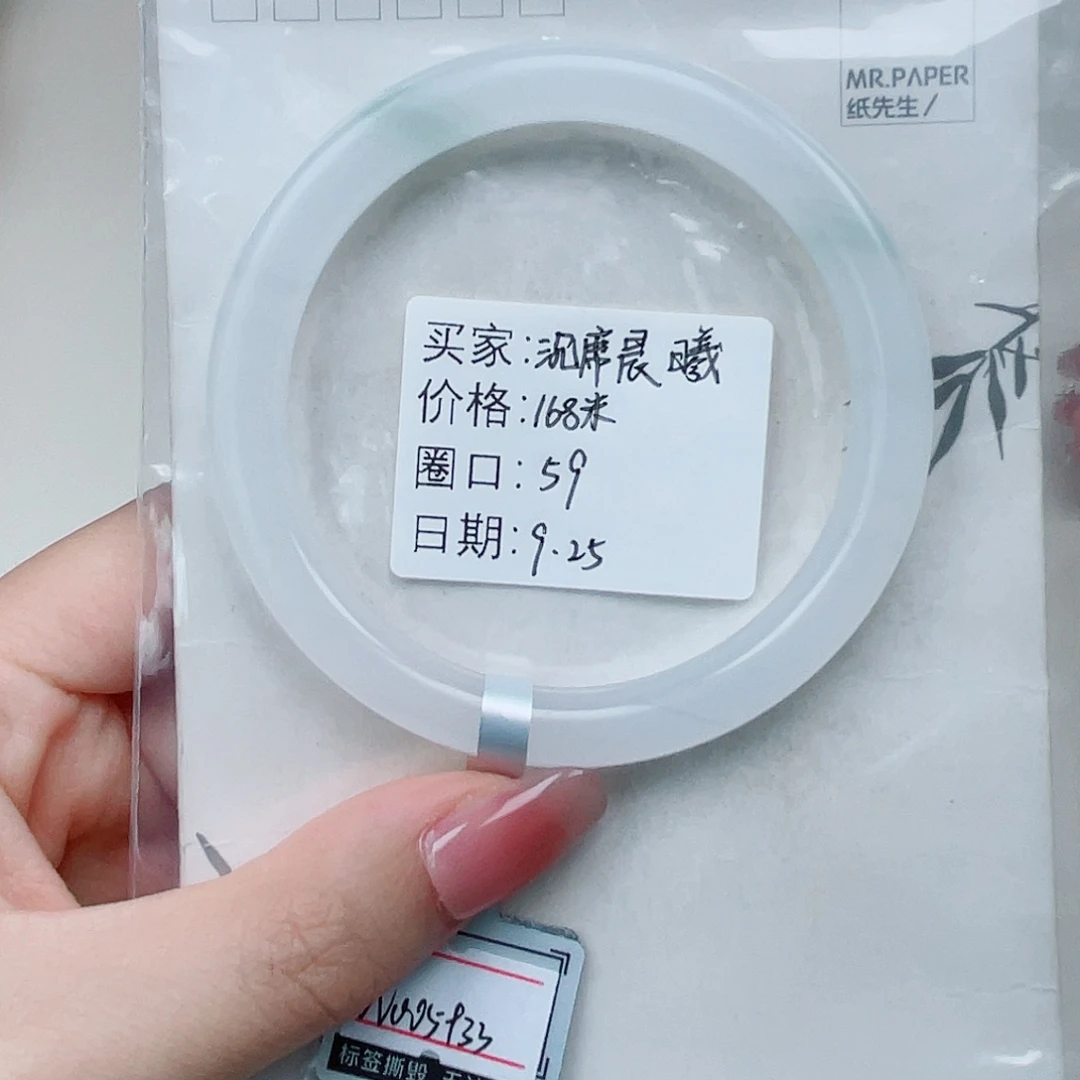 MR.PAPER
纸先生/
买家:沉席晨曦
价格:168米
圈口:59
日期:9.25
标签撕毁